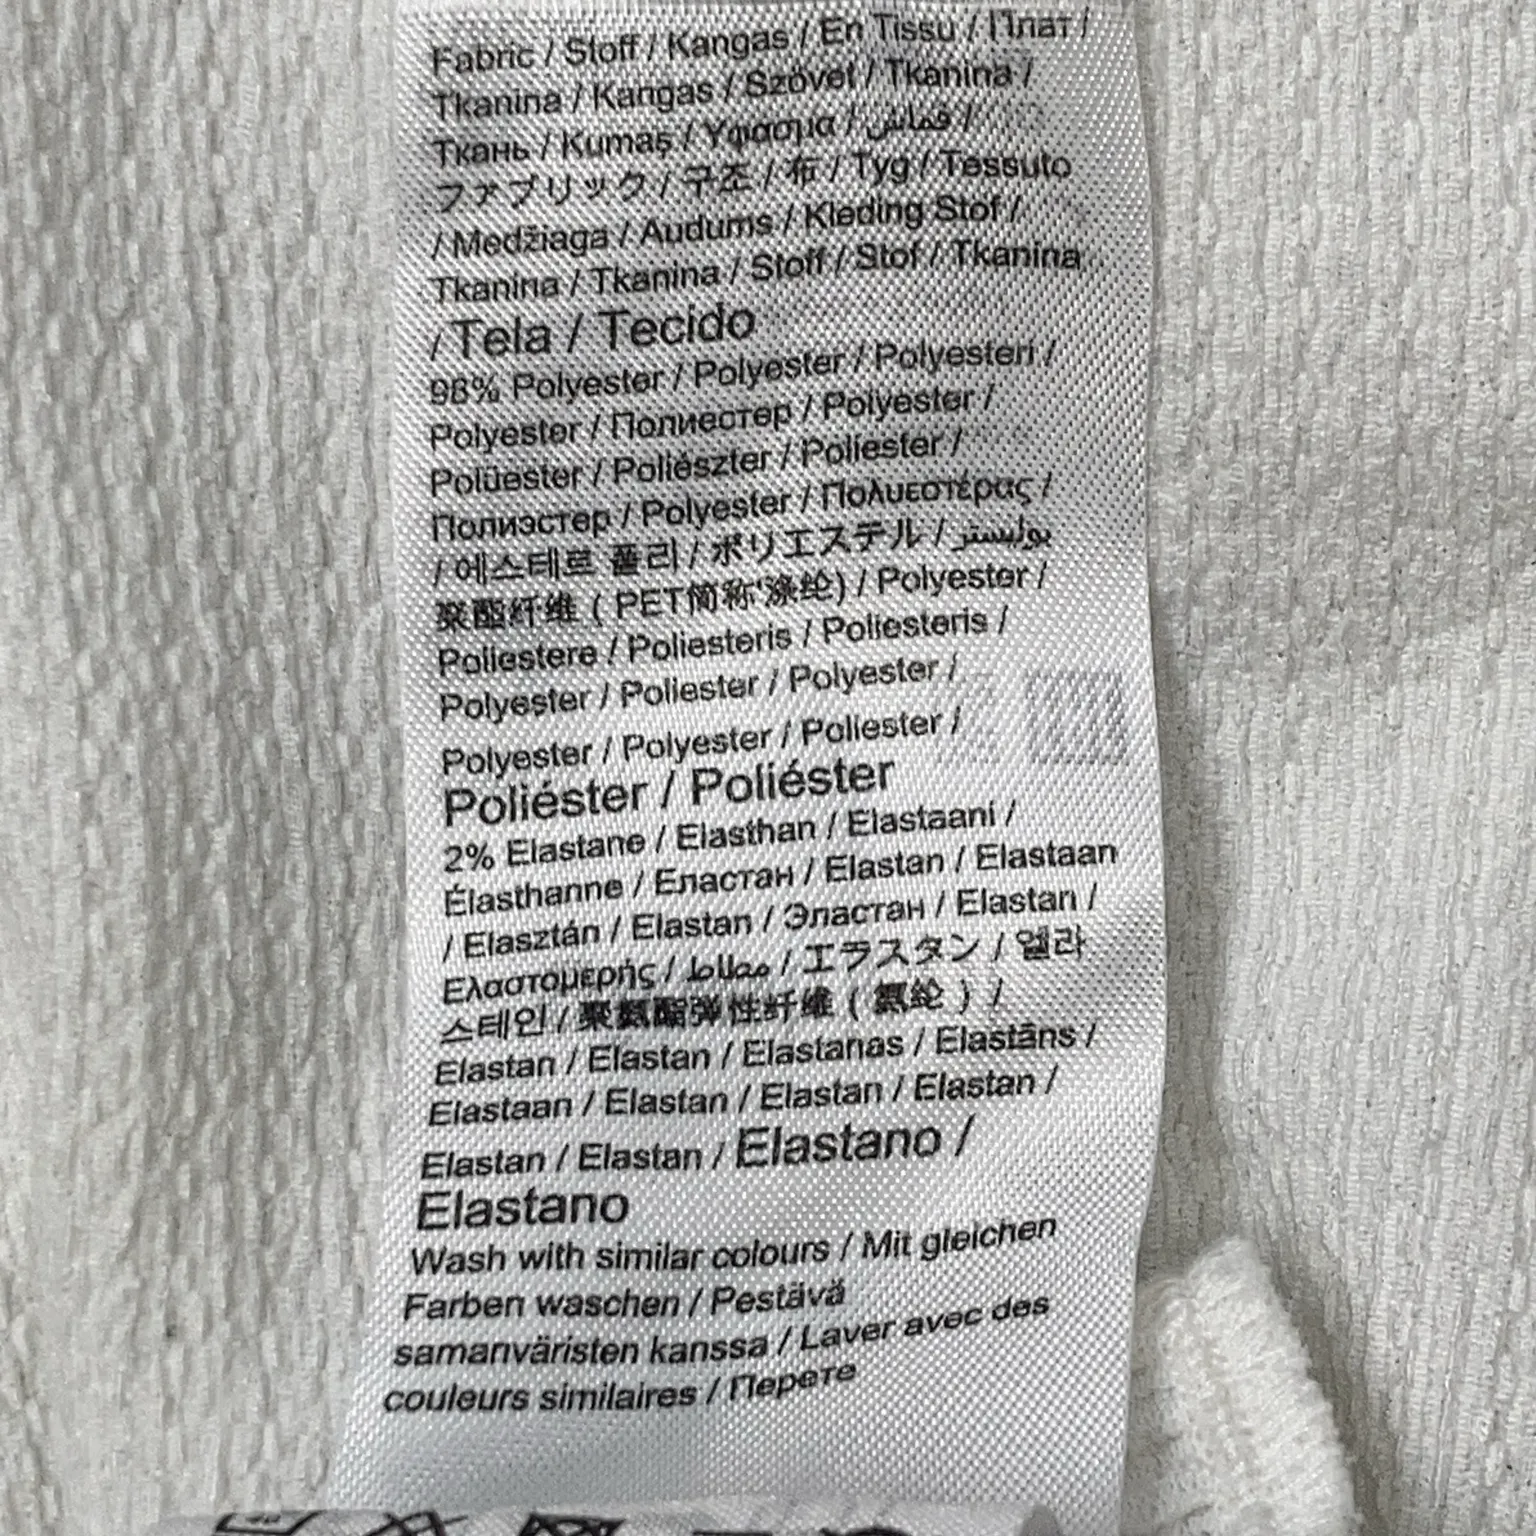 Fabric / Stoff / Kangas / En Tissu / Плат /
Tkanina / Kangas / Szövet / Tkanina /
Ткань / Kumaş / Υφασμα / قماش /
ファブリック / 구조 / 布 / Tyg / Tessuto
/ Medžiaga / Audums / Kleding Stof /
Tkanina / Tkanina / Stoff / Stof / Tkanina
/ Tela / Tecido
98% Polyester / Polyester / Polyesteri /
Polyester / Полиестер / Polyester /
Polüester / Poliészter / Poliester /
Полиэстер / Polyester / Πολυεστέρας /
/ 에스테르 폴리 / ポリエステル / بوليستر
聚酯纤维 ( PET简称'涤纶) / Polyester /
Poliestere / Poliesteris / Poliesteris /
Polyester / Poliester / Polyester /
Polyester / Polyester / Poliester /
Poliéster / Poliéster
2% Elastane / Elasthan / Elastaani /
Élasthanne / Еластан / Elastan / Elastaan
/ Elasztán / Elastan / Эластан / Elastan /
Ελαστομερής / مطاط / エラスタン / 엘라
스테인 / 聚氨酯弹性纤维 ( 氨纶 ) /
Elastan / Elastan / Elastanas / Elastāns /
Elastaan / Elastan / Elastan / Elastan /
Elastan / Elastan / Elastano /
Elastano
Wash with similar colours / Mit gleichen
Farben waschen / Pestävä
samanväristen kanssa / Laver avec des
couleurs similaires / Перете